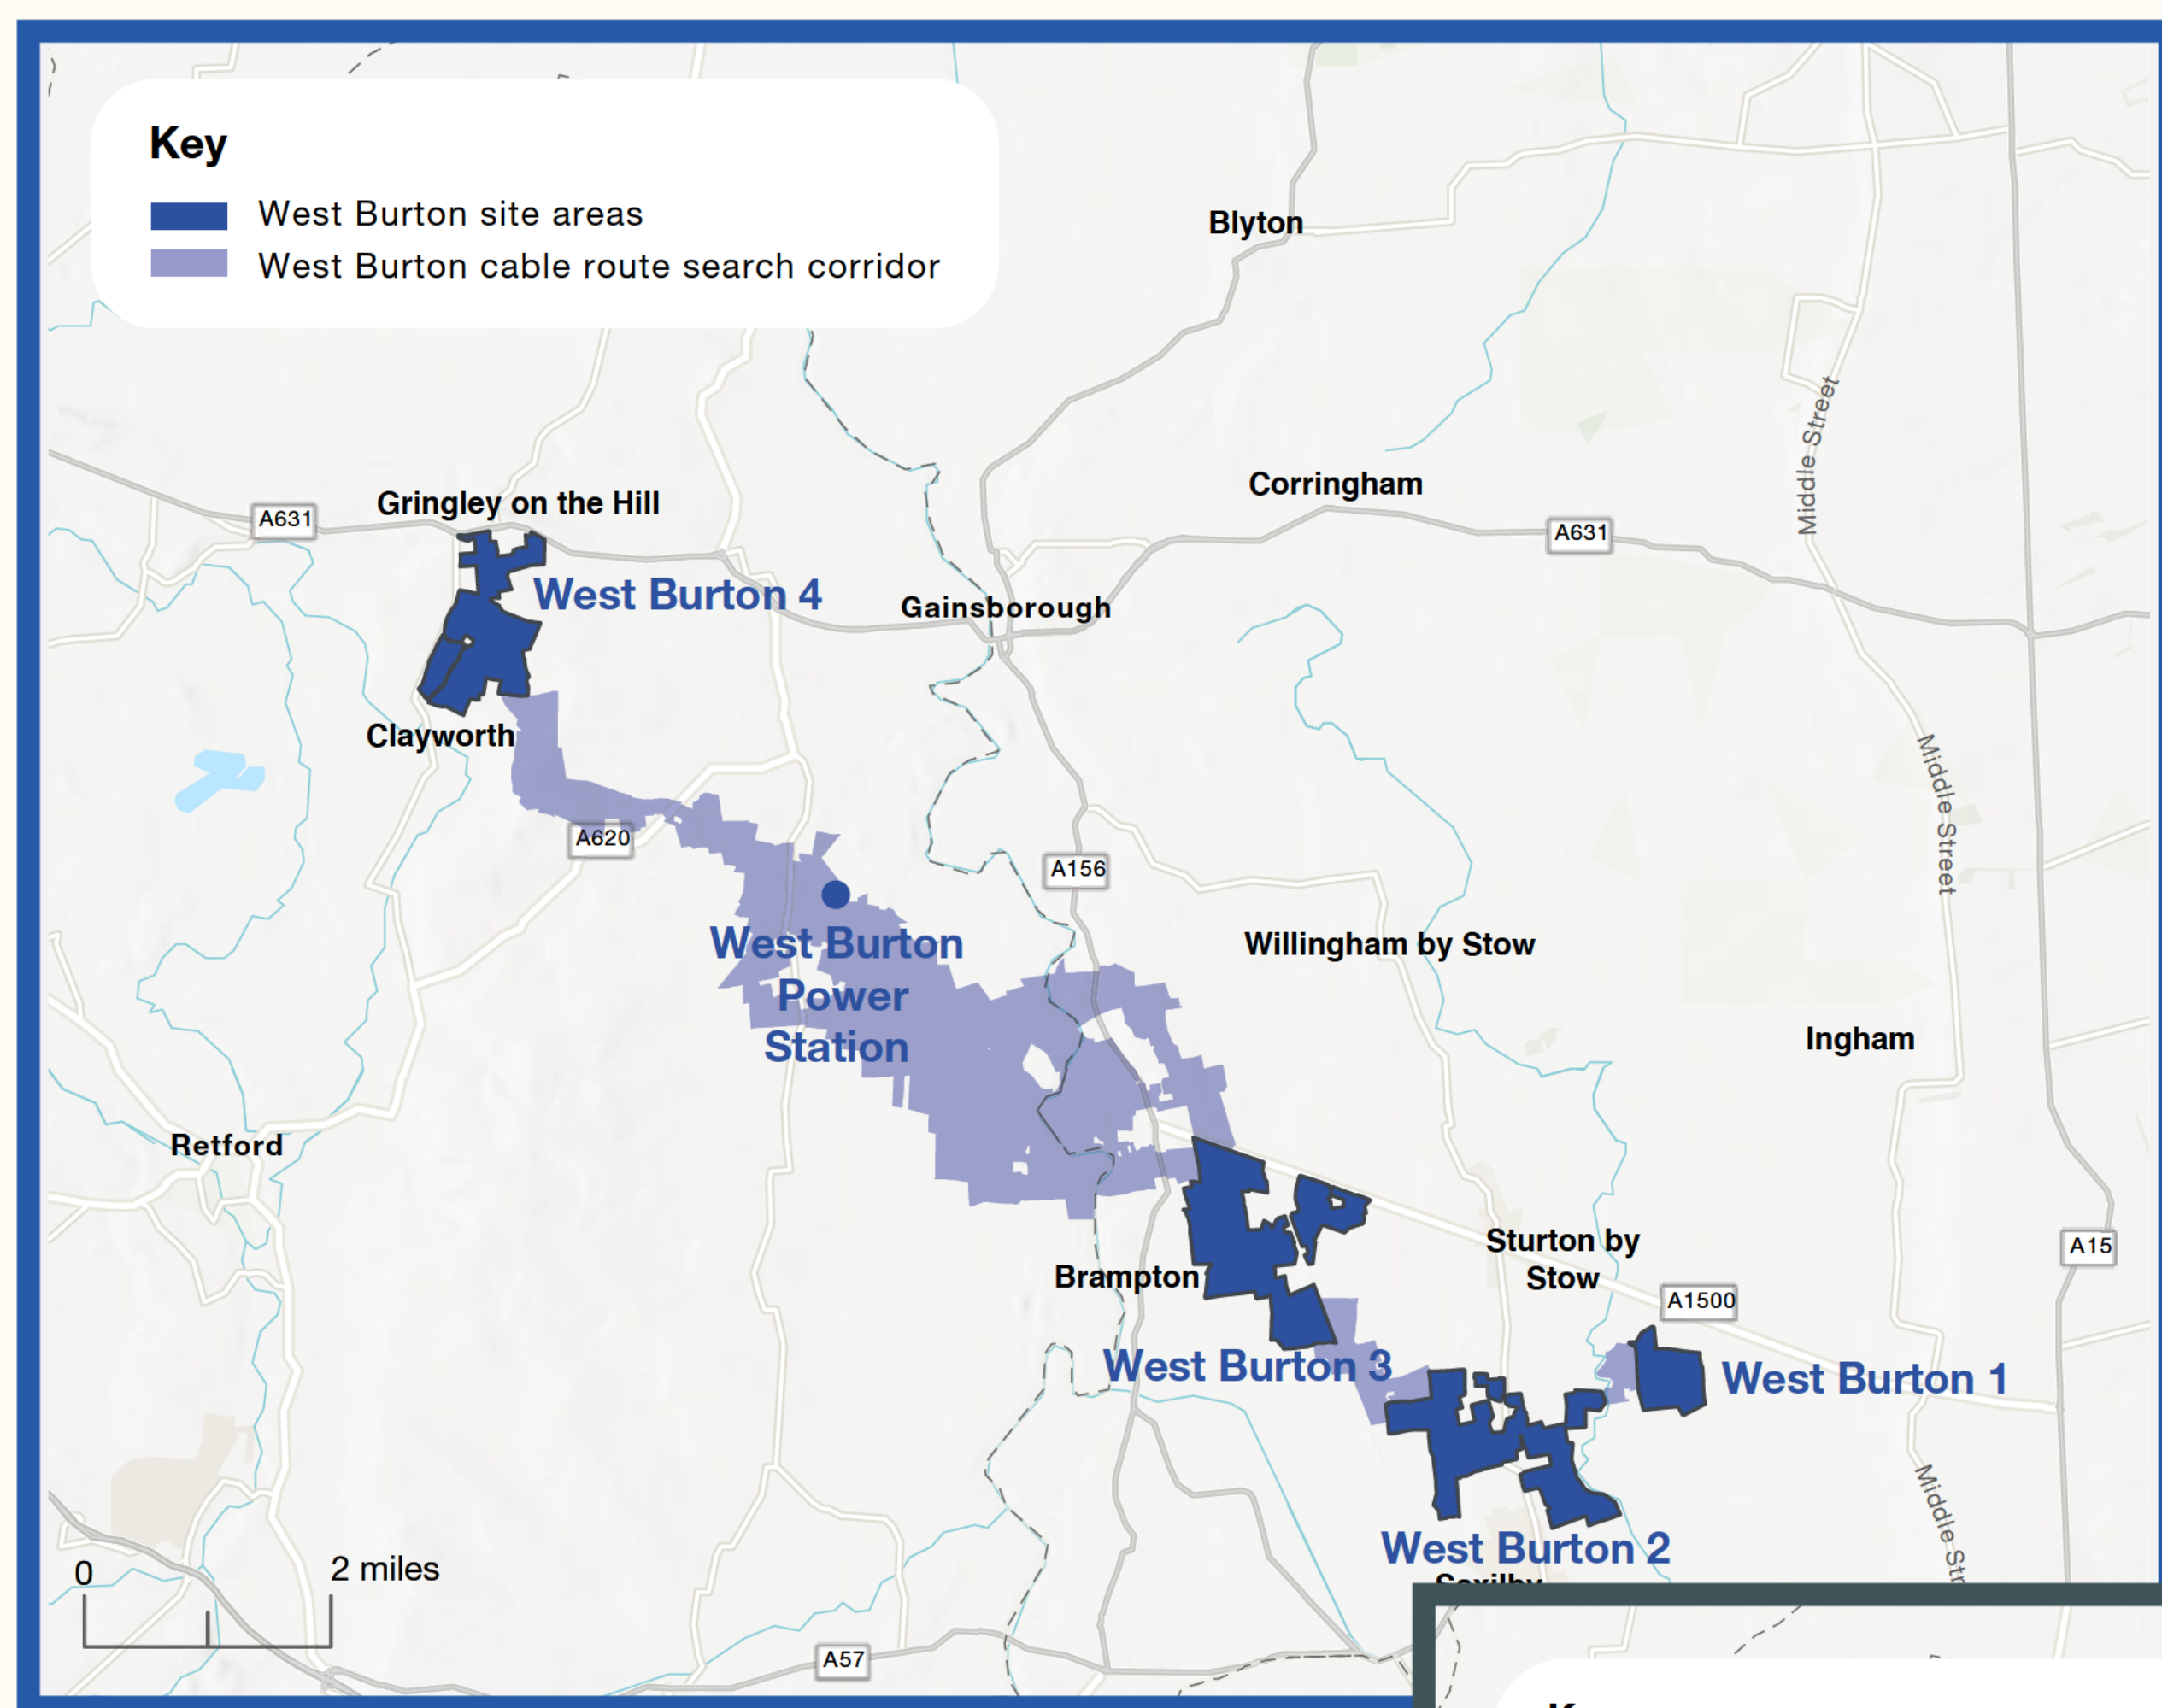 Key
West Burton site areas
West Burton cable route search corridor
Blyton
Middle Street
Corringham
Gringley on the Hill
A631
A631
West Burton 4
Gainsborough
Clayworth
Middle Street
A620
A156
West Burton
Power
Station
Willingham by Stow
Ingham
Retford
Sturton by
Stow
A15
Brampton
A1500
West Burton 3
West Burton 1
Middle Str
West Burton 2
Saxilby
0
2 miles
A57